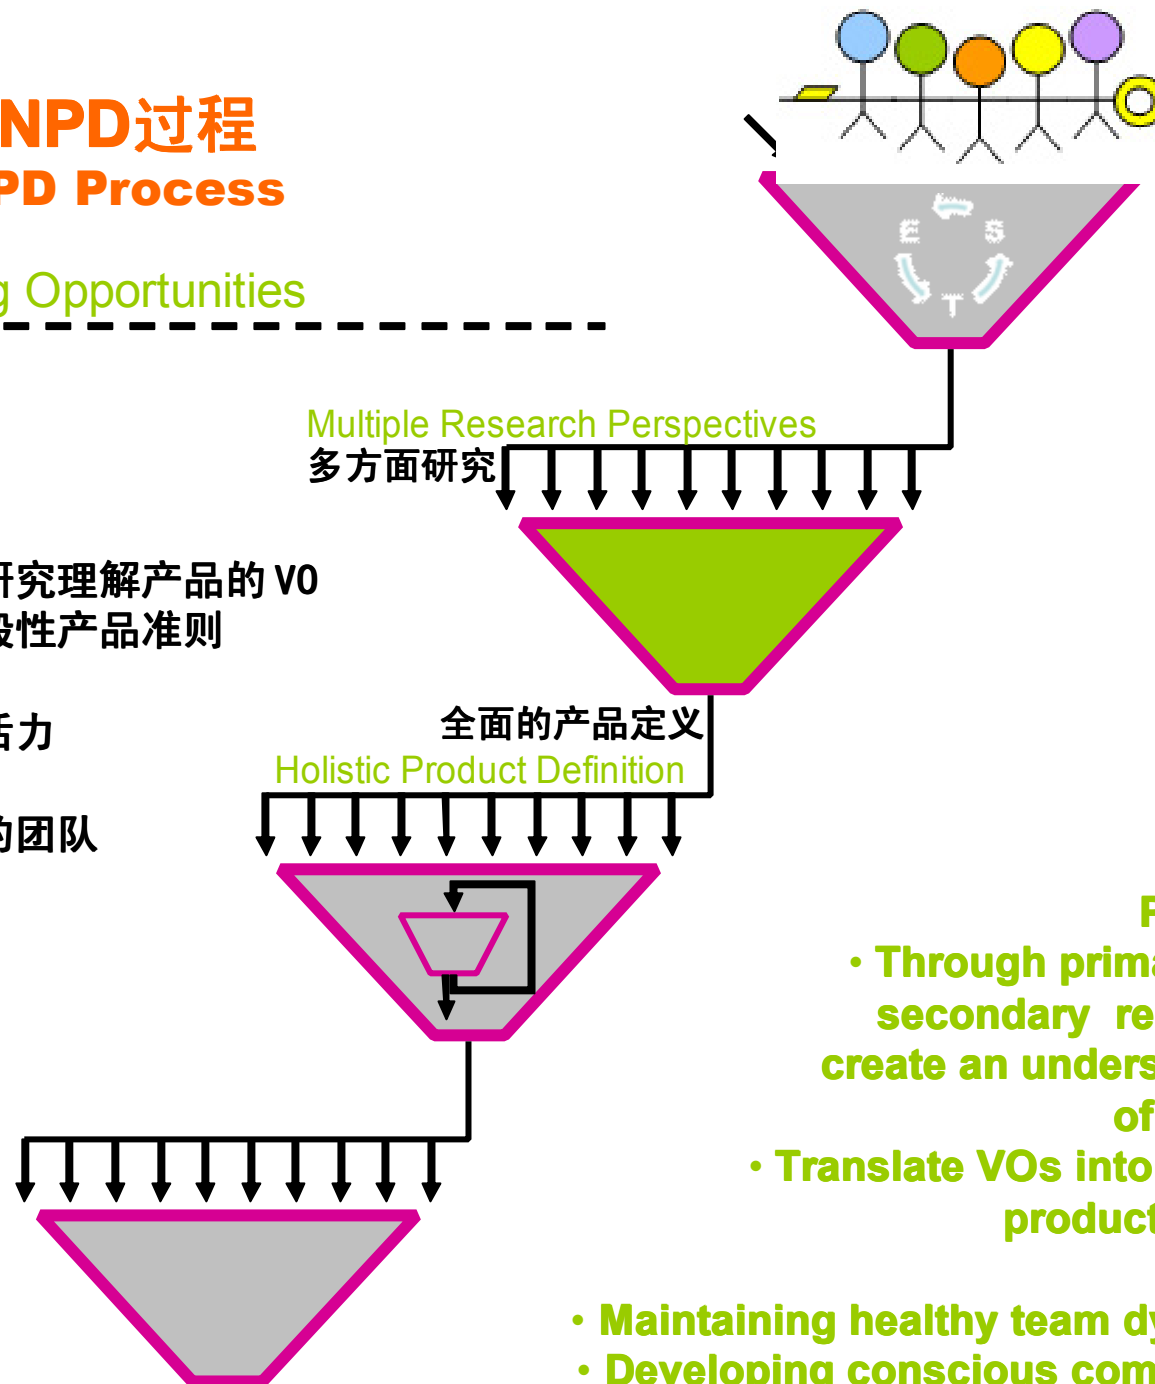 NPD过程
PD Process
E S
T
g Opportunities
Multiple Research Perspectives
多方面研究
研究理解产品的 VO
段性产品准则
活力
全面的产品定义
Holistic Product Definition
的团队
• Through prima
secondary re
create an unders
of
• Translate VOs into
product
• Maintaining healthy team dy
• Developing conscious com